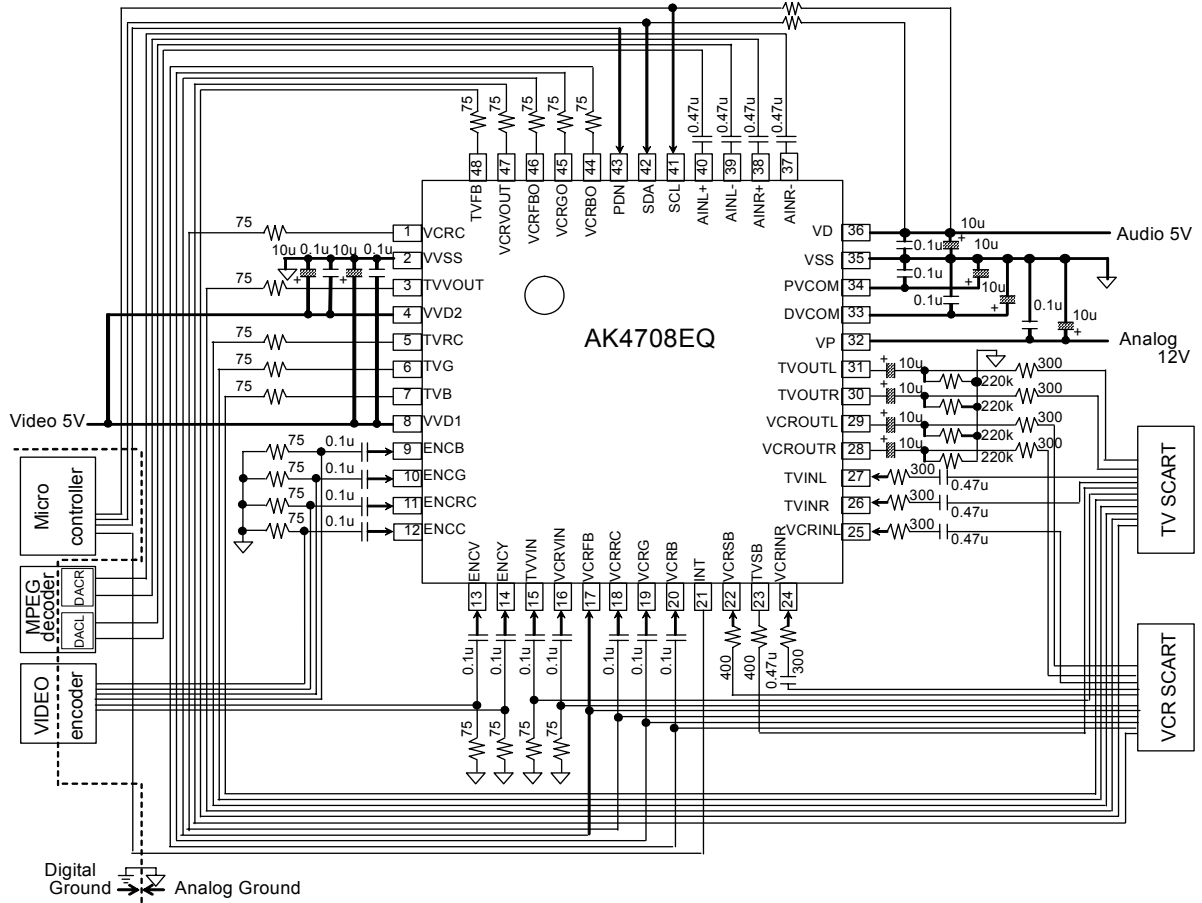 75
75
75
75
75
0.47u
0.47u
0.47u
0.47u
48
47
46
45
44
43
42
41
40
39
38
37
TVFB
VCRVOUT
VCRFBO
VCRGO
VCRBO
PDN
SDA
SCL
AINL+
AINL-
AINR+
AINR-
75
1
VCRC
10u
0.1u
10u
0.1u
2
VVSS
75
3
TVVOUT
4
VVD2
75
5
TVRC
75
6
TVG
75
7
TVB
Video 5V
8
VVD1
75
0.1u
9
ENCB
75
0.1u
10
ENCG
75
0.1u
11
ENCRC
75
0.1u
12
ENCC
AK4708EQ
VD
36
10u
Audio 5V
0.1u
10u
VSS
35
0.1u
10u
PVCOM
34
0.1u
0.1u
10u
DVCOM
33
VP
32
Analog
12V
TVOUTL
31
10u
220k
300
TVOUTR
30
10u
220k
300
VCROUTL
29
10u
220k
300
VCROUTR
28
10u
220k
300
TVINL
27
300
0.47u
TVINR
26
300
0.47u
VCRINL
25
300
0.47u
TV SCART
VCR SCART
Micro
controller
MPEG
decoder
DACR
DACL
VIDEO
encoder
ENCV
ENCY
TVVIN
VCRVIN
VCRFB
VCRRC
VCRG
VCRB
INT
VCRSB
TVSB
VCRINR
13
14
15
16
17
18
19
20
21
22
23
24
0.1u
0.1u
0.1u
0.1u
0.1u
0.1u
0.1u
400
400
0.47u
300
75
75
75
75
Digital
Ground
Analog Ground